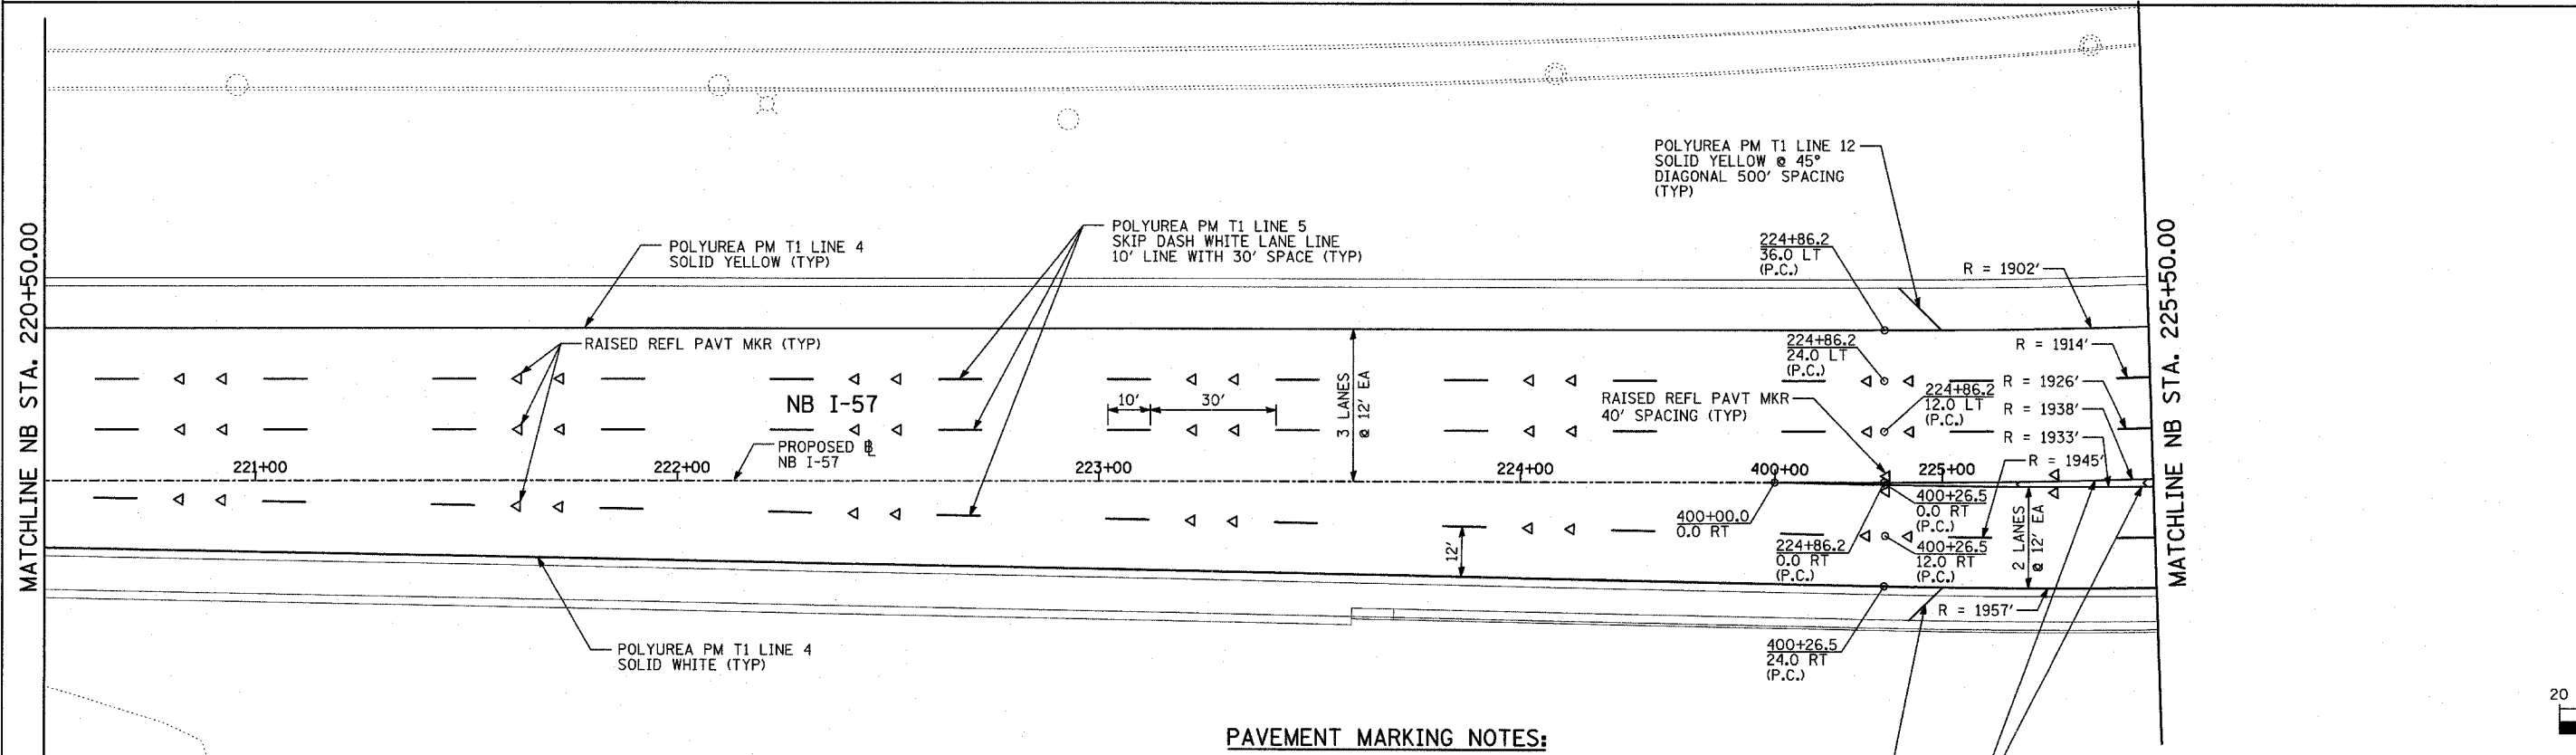 POLYUREA PM T1 LINE 12
SOLID YELLOW @ 45°
DIAGONAL 500' SPACING
(TYP)
MATCHLINE NB STA. 220+50.00
POLYUREA PM T1 LINE 4
SOLID YELLOW (TYP)
POLYUREA PM T1 LINE 5
SKIP DASH WHITE LANE LINE
10' LINE WITH 30' SPACE (TYP)
224+86.2
36.0 LT
(P.C.)
R = 1902'
MATCHLINE NB STA. 225+50.00
RAISED REFL PAVT MKR (TYP)
224+86.2
24.0 LT
(P.C.)
R = 1914'
NB I-57
10'
30'
3 LANES
@ 12' EA
RAISED REFL PAVT MKR
40' SPACING (TYP)
224+86.2
12.0 LT
(P.C.)
R = 1926'
R = 1938'
R = 1933'
R = 1945'
PROPOSED BL
NB I-57
221+00
222+00
223+00
224+00
400+00
225+00
400+00.0
0.0 RT
224+86.2
0.0 RT
(P.C.)
400+26.5
0.0 RT
(P.C.)
400+26.5
12.0 RT
(P.C.)
2 LANES
@ 12' EA
12'
R = 1957'
POLYUREA PM T1 LINE 4
SOLID WHITE (TYP)
400+26.5
24.0 RT
(P.C.)
20
PAVEMENT MARKING NOTES: